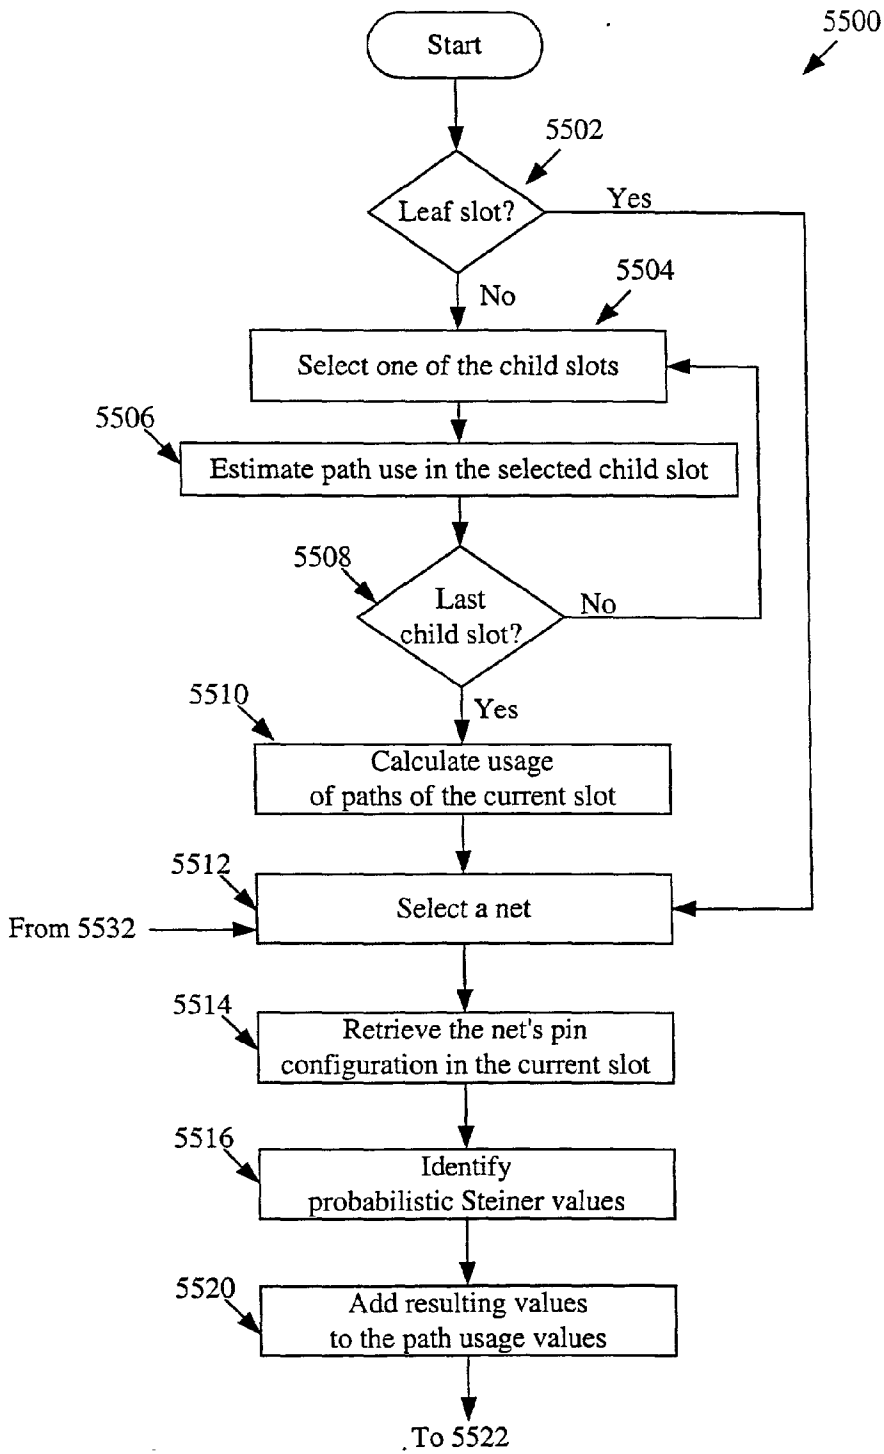 5500
Start
5502
Leaf slot?
Yes
No
5504
Select one of the child slots
5506
Estimate path use in the selected child slot
5508
Last
child slot?
No
Yes
5510
Calculate usage
of paths of the current slot
5512
Select a net
From 5532
5514
Retrieve the net's pin
configuration in the current slot
5516
Identify
probabilistic Steiner values
5520
Add resulting values
to the path usage values
To 5522